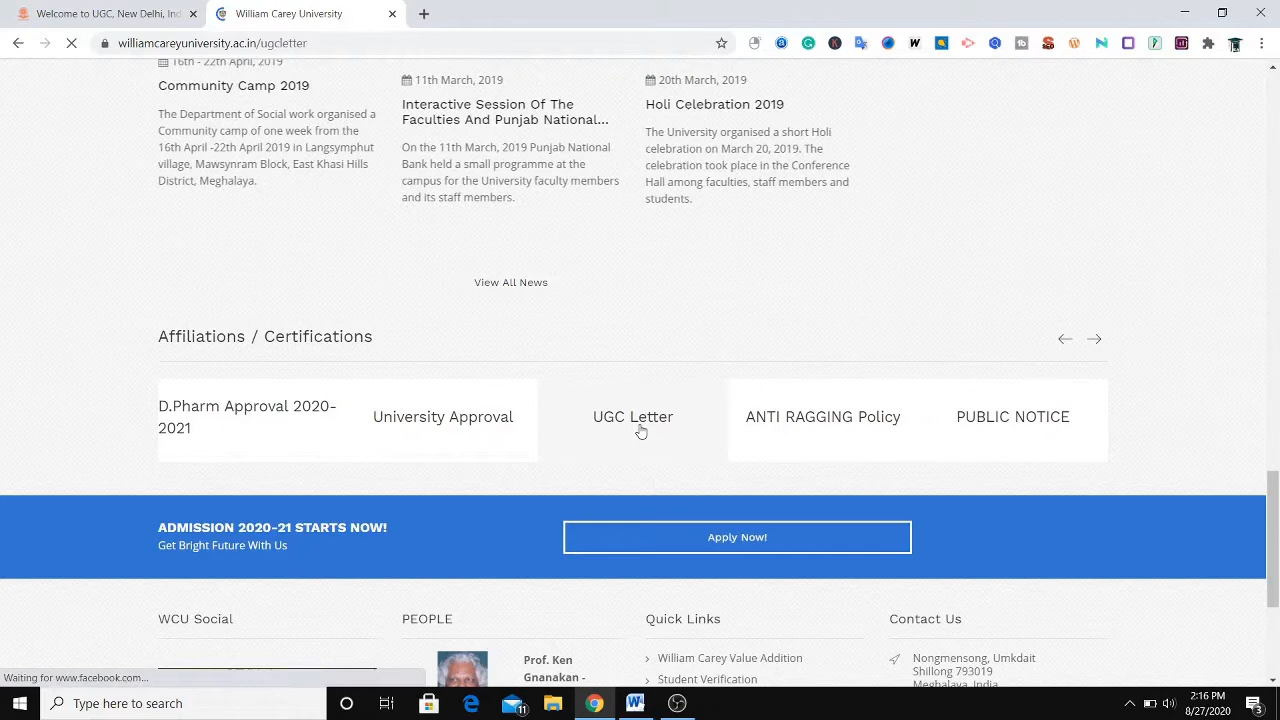 Welcome to UGC, New Delhi, Ind
William Carey University
williamcareyuniversity.ac.in/ugcletter
16th - 22th April, 2019
Community Camp 2019
The Department of Social work organised a
Community camp of one week from the
16th April -22th April 2019 in Langsymphut
village, Mawsynram Block, East Khasi Hills
District, Meghalaya.
11th March, 2019
Interactive Session Of The
Faculties And Punjab National...
On the 11th March, 2019 Punjab National
Bank held a small programme at the
campus for the University faculty members
and its staff members.
20th March, 2019
Holi Celebration 2019
The University organised a short Holi
celebration on March 20, 2019. The
celebration took place in the Conference
Hall among faculties, staff members and
students.
View All News
Affiliations / Certifications
D.Pharm Approval 2020-
2021
University Approval
UGC Letter
ANTI RAGGING Policy
PUBLIC NOTICE
ADMISSION 2020-21 STARTS NOW!
Get Bright Future With Us
Apply Now!
WCU Social
PEOPLE
Prof. Ken
Gnanakan -
Quick Links
William Carey Value Addition
Student Verification
Contact Us
Nongmensong, Umkdait
Shillong 793019
Meghalaya, India
Waiting for www.facebook.com...
Type here to search
11
2:16 PM
8/27/2020
3